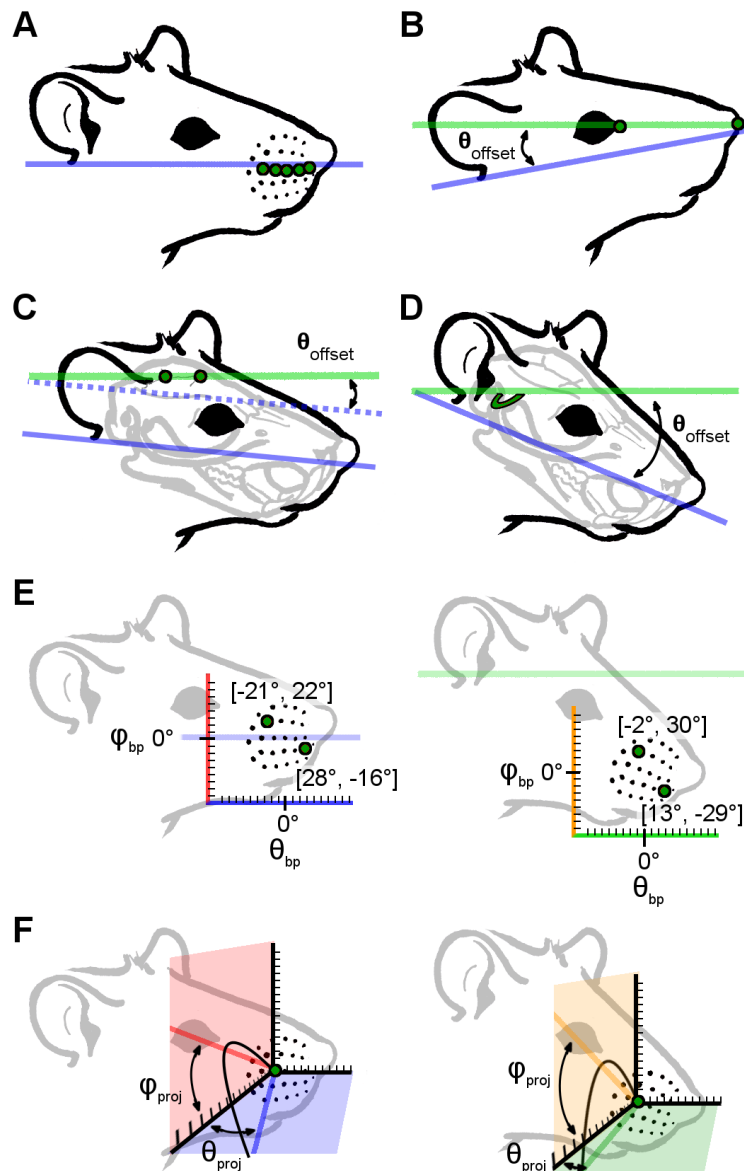 A
B
θoffset
C
D
θoffset
θoffset
E
[-21°, 22°]
[-2°, 30°]
φbp 0°
φbp 0°
[28°, -16°]
[13°, -29°]
0°
0°
θbp
θbp
F
φproj
φproj
θproj
θproj